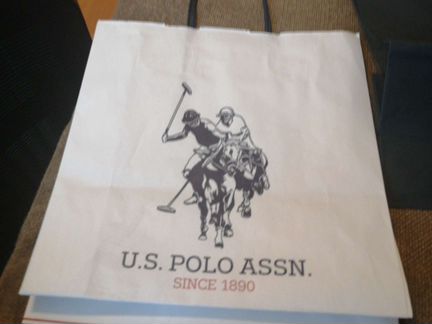 U.S. POLO ASSN.
SINCE 1890